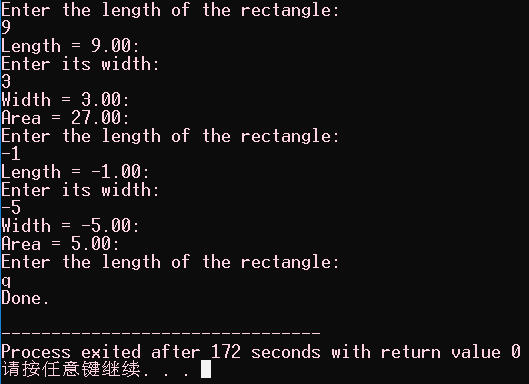 Enter the length of the rectangle:
9
Length = 9.00:
Enter its width:
3
Width = 3.00:
Area = 27.00:
Enter the length of the rectangle:
-1
Length = -1.00:
Enter its width:
-5
Width = -5.00:
Area = 5.00:
Enter the length of the rectangle:
q
Done.
--------------------------------
Process exited after 172 seconds with return value 0
请按任意键继续. . .